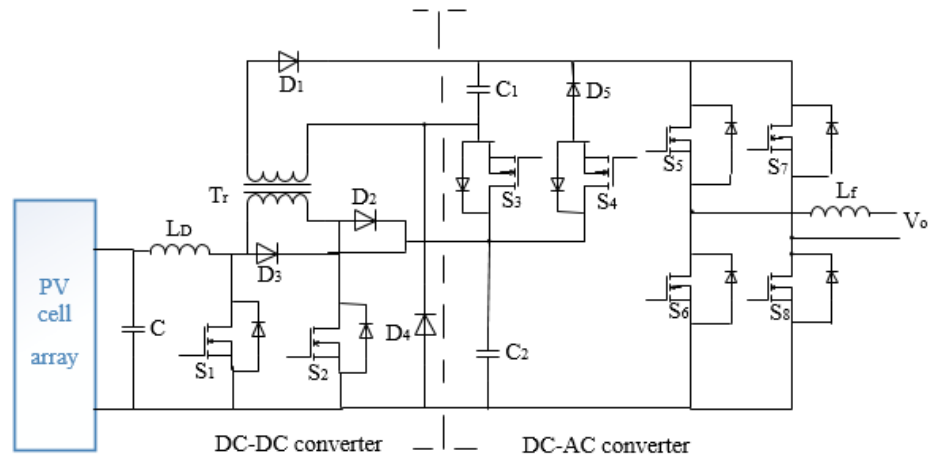 D1
C1
D5
S5
S7
S3
S4
Tr
D2
LD
Lf
Vo
D3
PV
cell
array
C
S1
S2
D4
C2
S6
S8
DC-DC converter
DC-AC converter